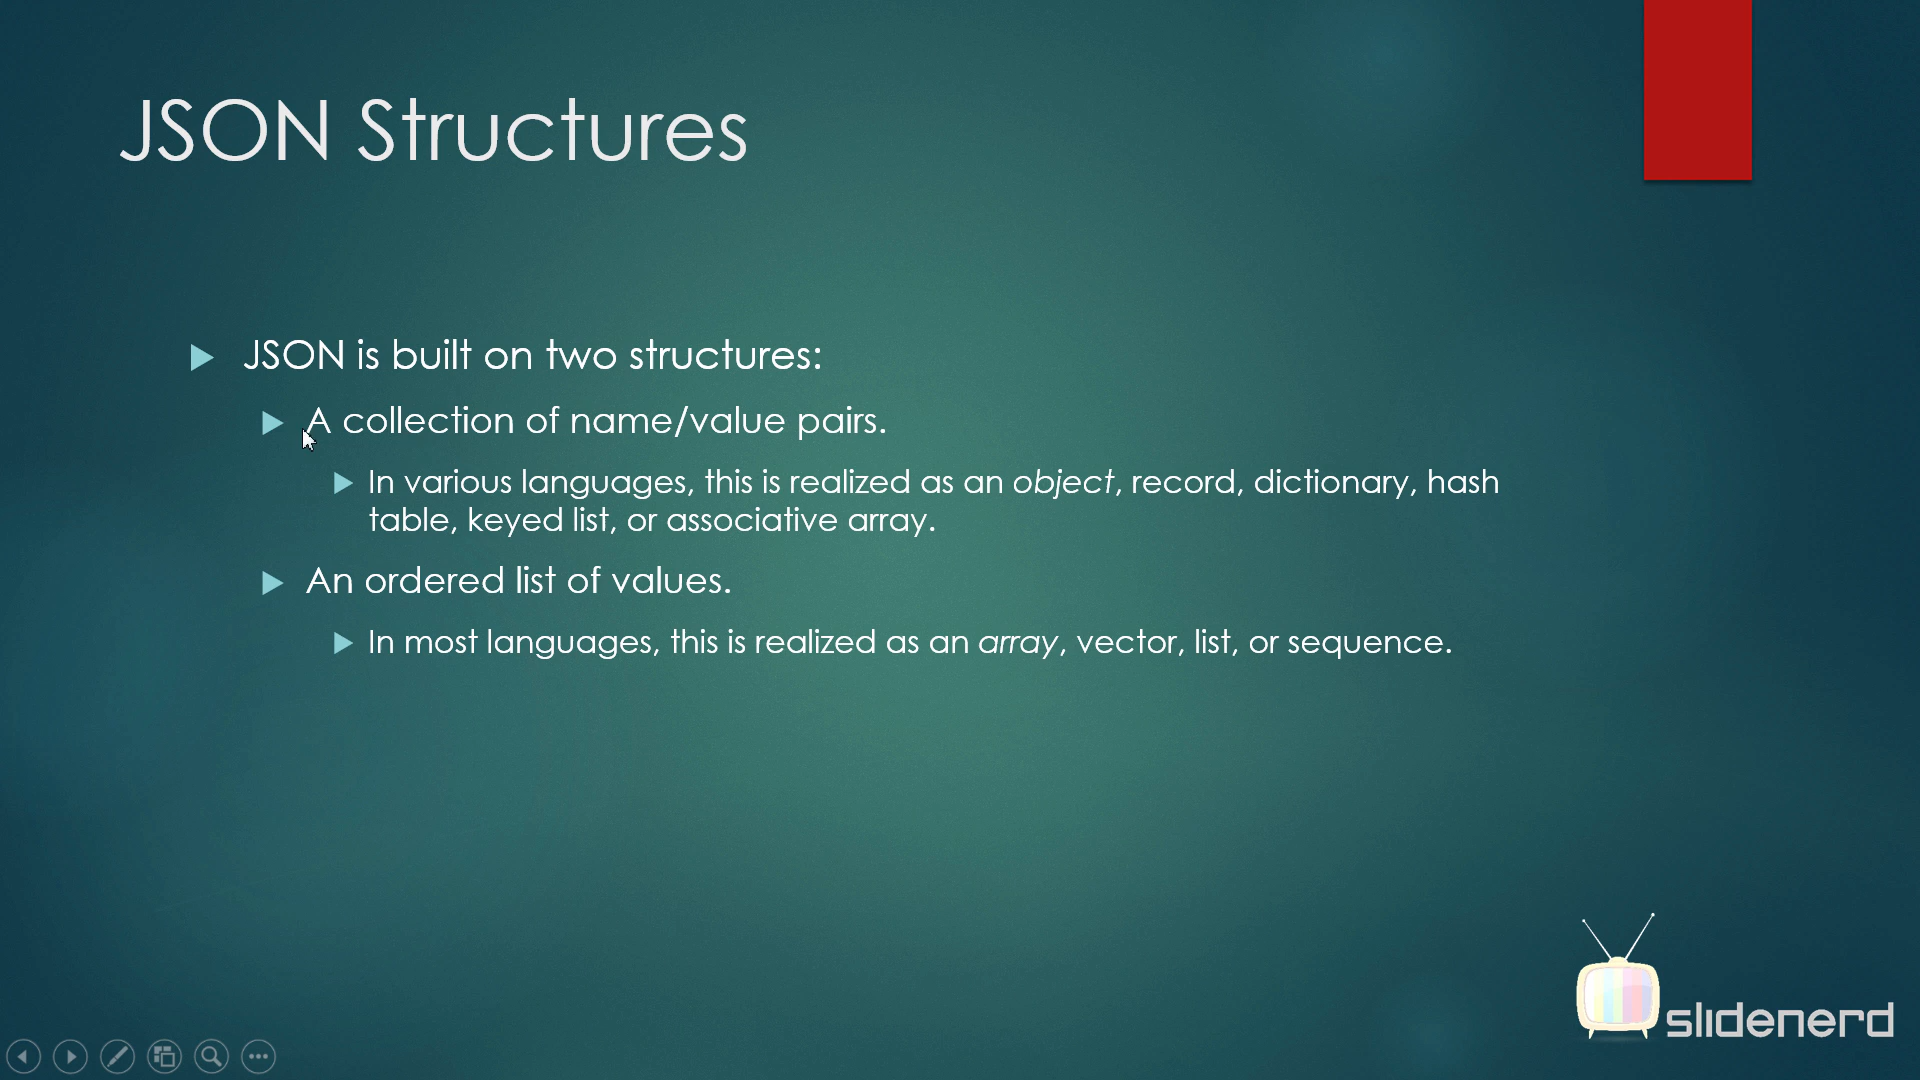 JSON Structures
JSON is built on two structures:
A collection of name/value pairs.
In various languages, this is realized as an object, record, dictionary, hash
table, keyed list, or associative array.
An ordered list of values.
In most languages, this is realized as an array, vector, list, or sequence.
slidenerd